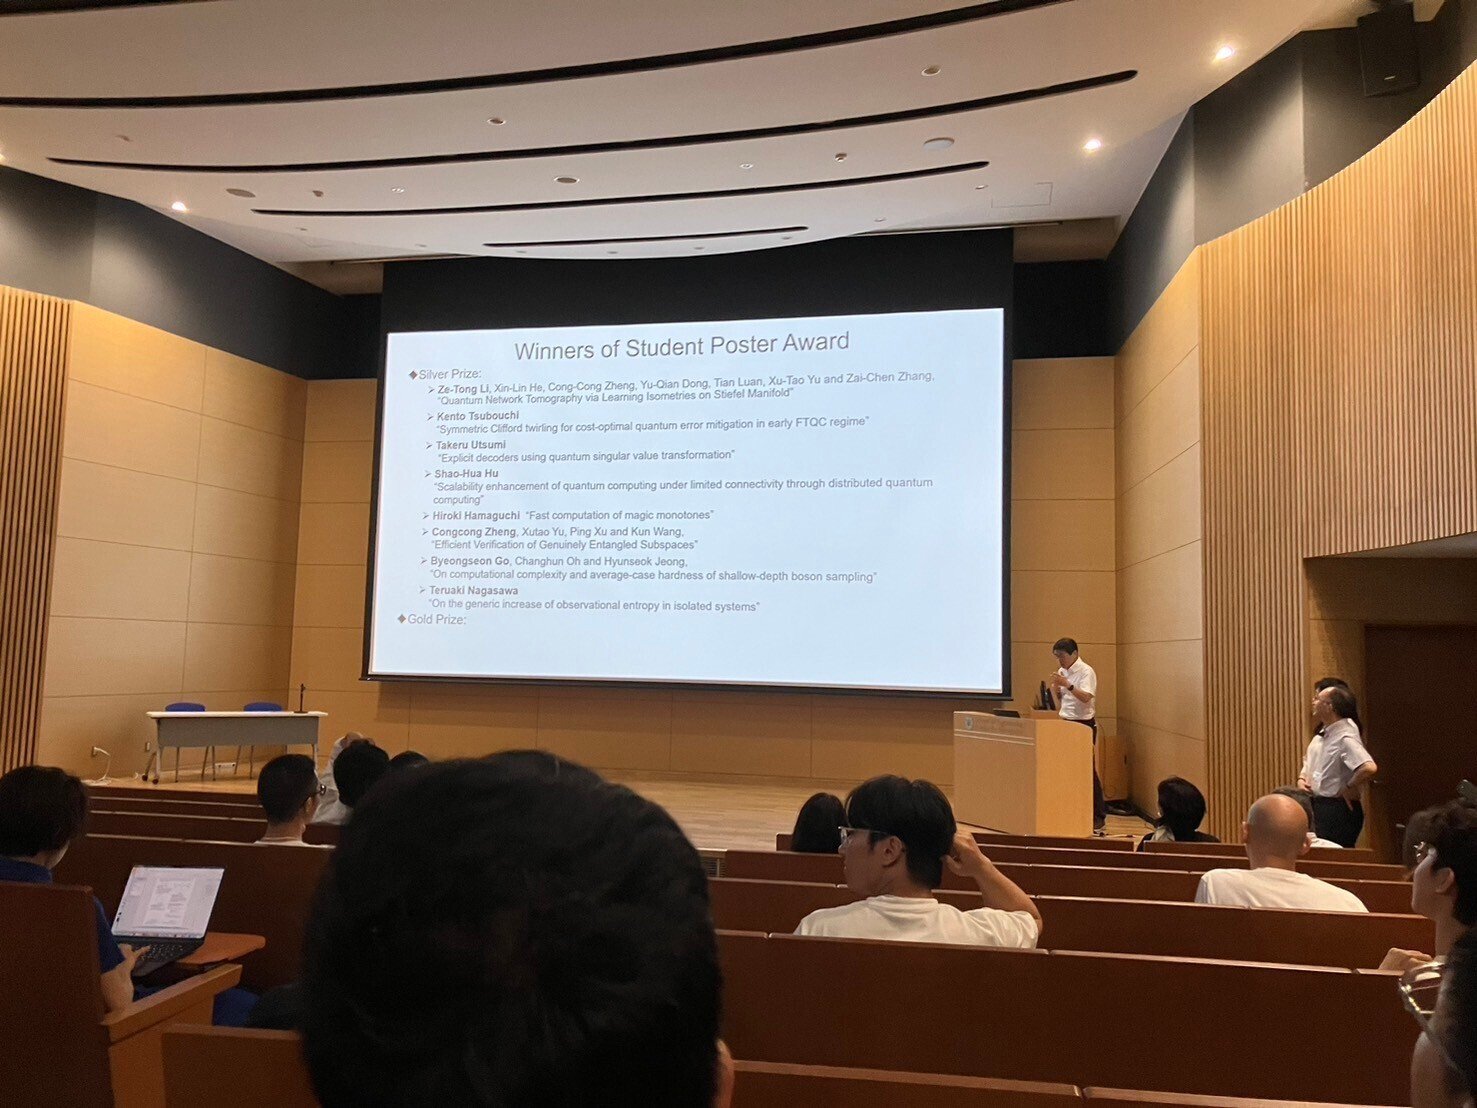 Winners of Student Poster Award
◆Silver Prize:
➢ Ze-Tong Li, Xin-Lin He, Cong-Cong Zheng, Yu-Qian Dong, Tian Luan, Xu-Tao Yu and Zai-Chen Zhang,
“Quantum Network Tomography via Learning Isometries on Stiefel Manifold”
➢ Kento Tsubouchi
“Symmetric Clifford twirling for cost-optimal quantum error mitigation in early FTQC regime”
➢ Takeru Utsumi
“Explicit decoders using quantum singular value transformation”
➢ Shao-Hua Hu
“Scalability enhancement of quantum computing under limited connectivity through distributed quantum
computing”
➢ Hiroki Hamaguchi “Fast computation of magic monotones”
➢ Congcong Zheng, Xutao Yu, Ping Xu and Kun Wang,
“Efficient Verification of Genuinely Entangled Subspaces”
➢ Byeongseon Go, Changhun Oh and Hyunseok Jeong,
“On computational complexity and average-case hardness of shallow-depth boson sampling”
➢ Teruaki Nagasawa
“On the generic increase of observational entropy in isolated systems”
◆Gold Prize: